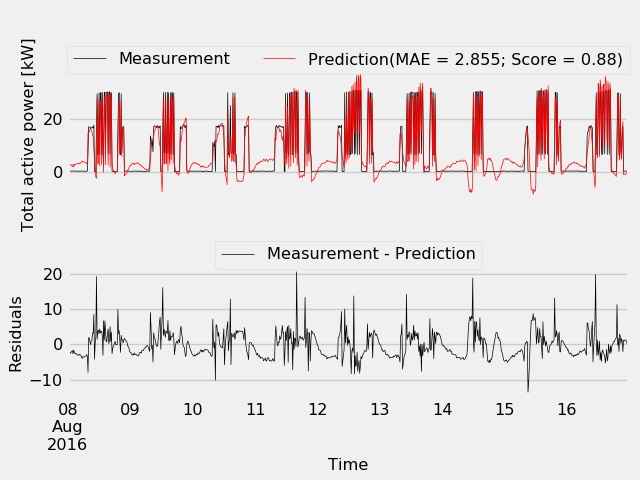 Measurement
Prediction(MAE = 2.855; Score = 0.88)
Total active power [kW]
20
0
Measurement - Prediction
Residuals
20
10
0
−10
08 09 10 11 12 13 14 15 16
Aug
2016
Time